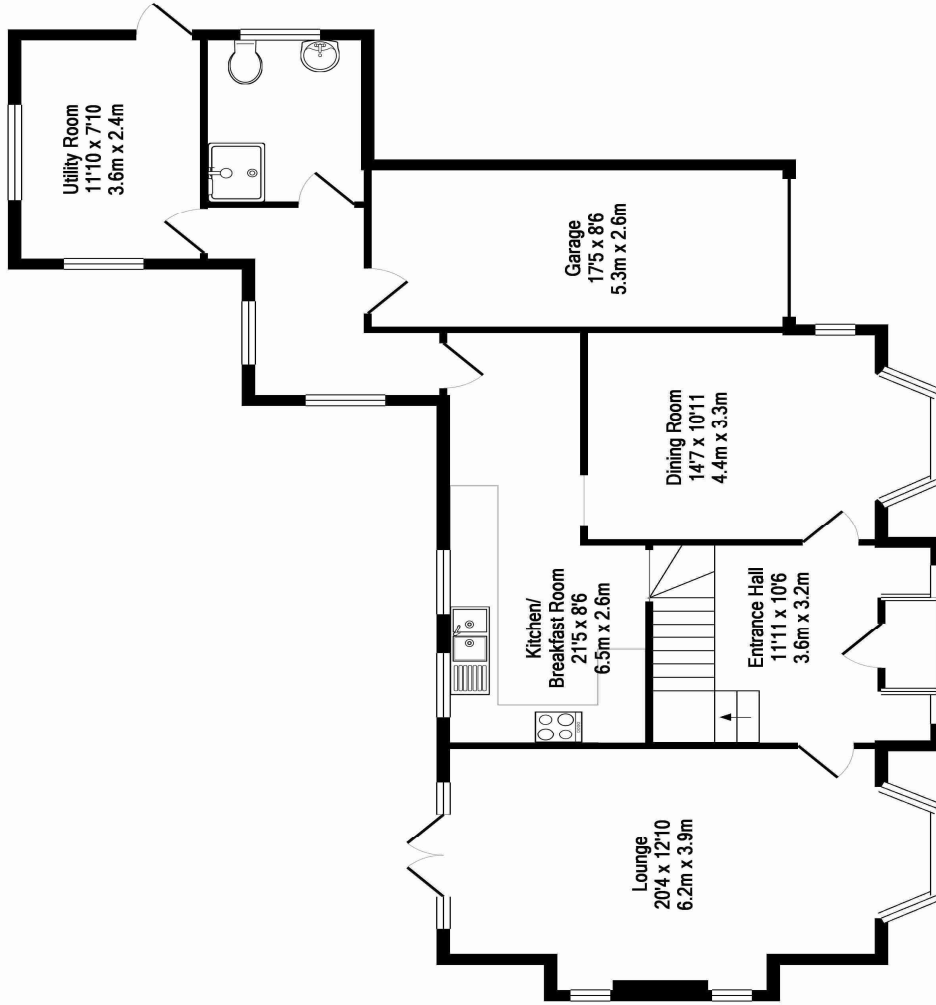 Utility Room
11'10 x 7'10
3.6m x 2.4m
Garage
17'5 x 8'6
5.3m x 2.6m
Dining Room
14'7 x 10'11
4.4m x 3.3m
Kitchen/
Breakfast Room
21'5 x 8'6
6.5m x 2.6m
Entrance Hall
11'11 x 10'6
3.6m x 3.2m
Lounge
20'4 x 12'10
6.2m x 3.9m